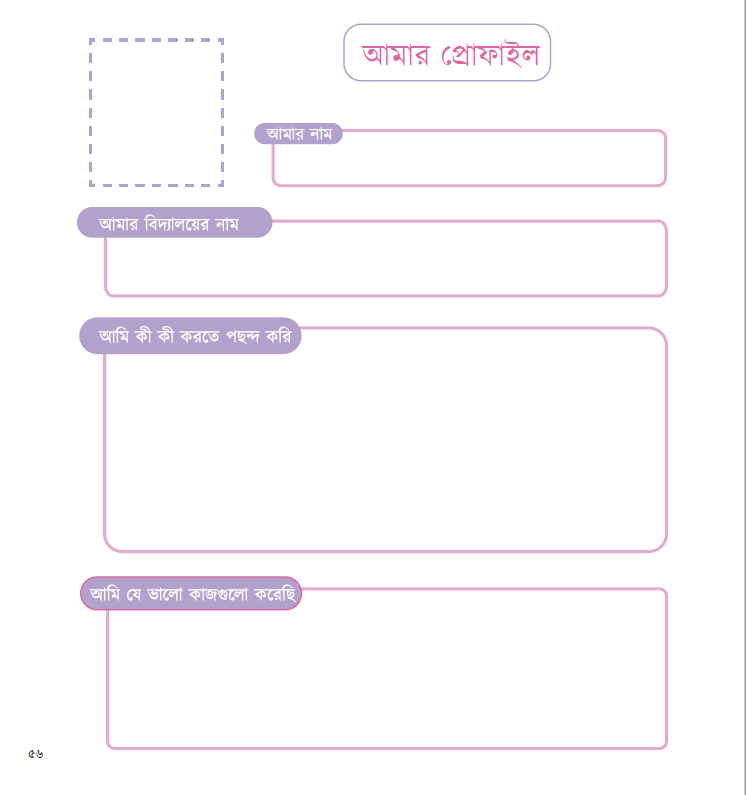 আমার প্রোফাইল
আমার নাম
আমার বিদ্যালয়ের নাম
আমি কী কী করতে পছন্দ করি
আমি যে ভালো কাজগুলো করেছি
৫৬